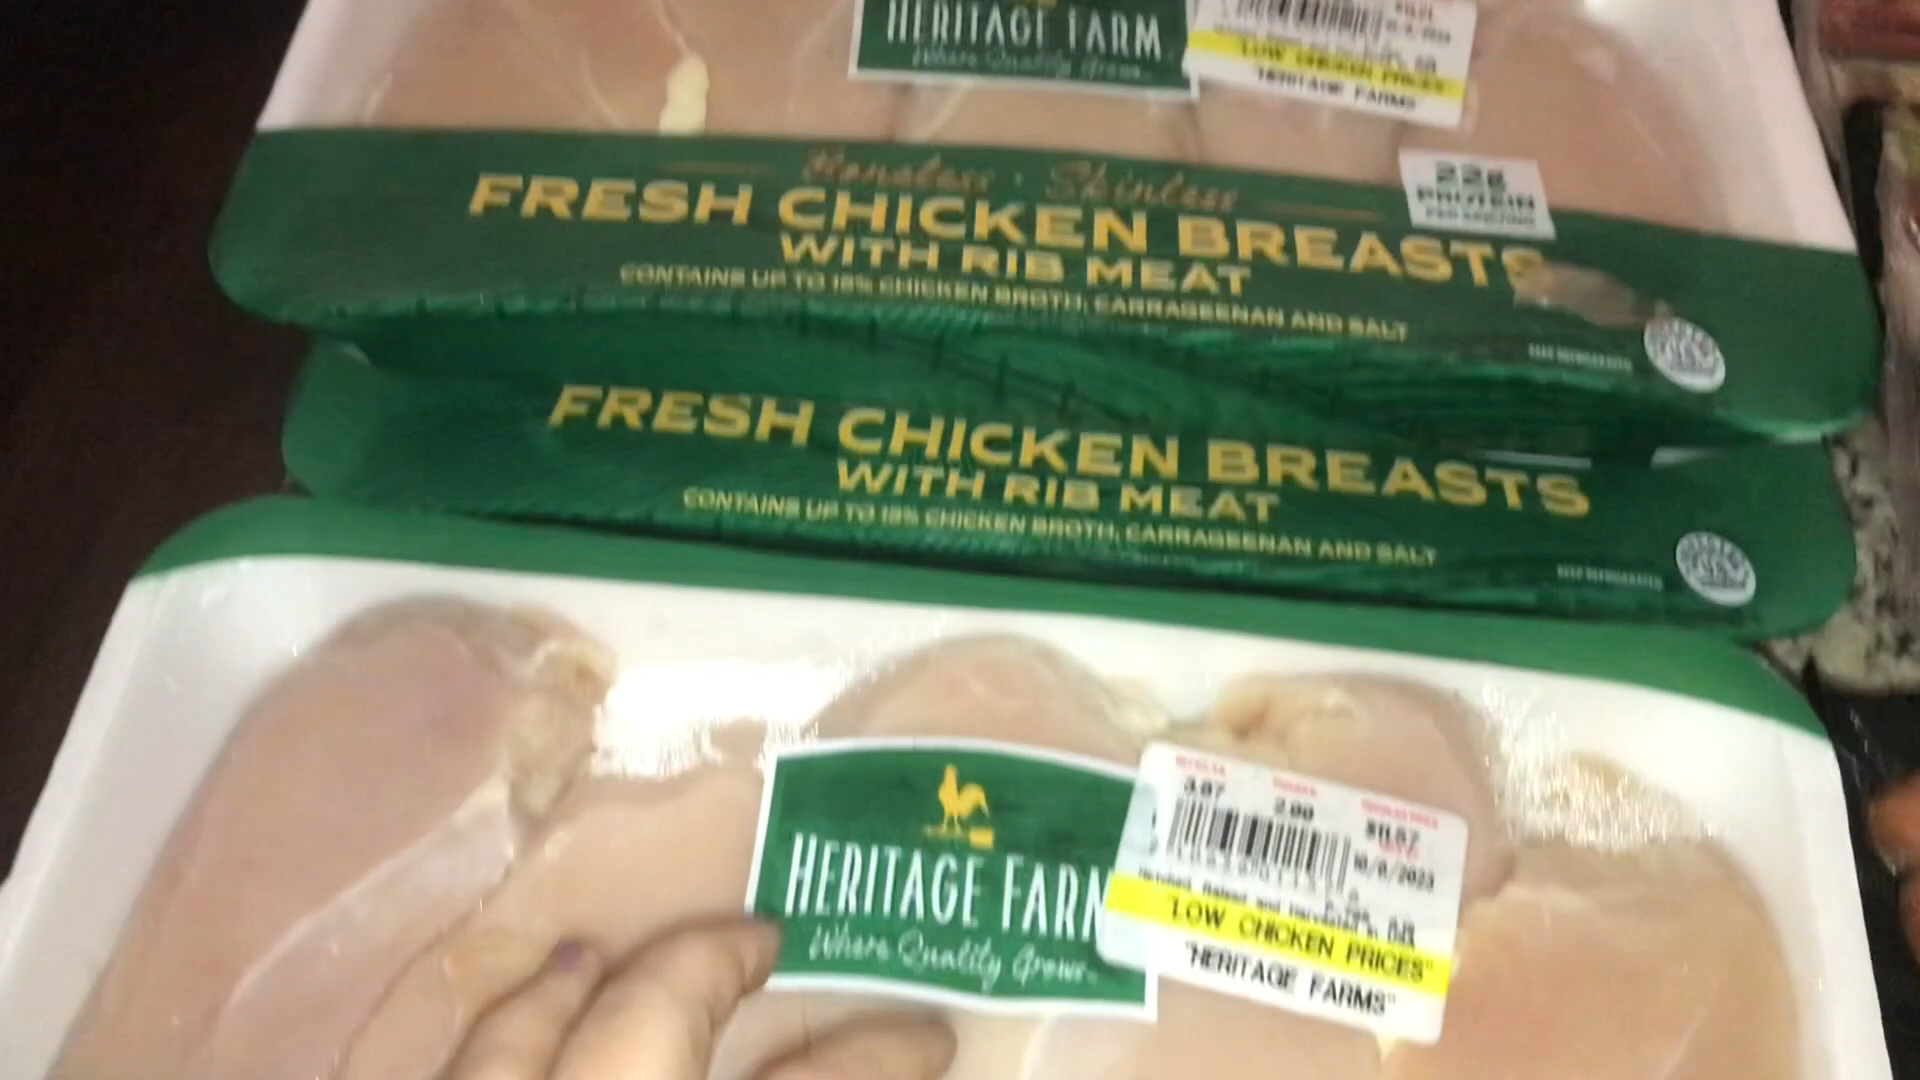 HERITAGE FARM
Where Quality Grows
"LOW CHICKEN PRICES"
"HERITAGE FARMS"
Boneless · Skinless
22g
PROTEIN
PER SERVING
FRESH CHICKEN BREASTS
WITH RIB MEAT
CONTAINS UP TO 15% CHICKEN BROTH, CARRAGEENAN AND SALT
FRESH CHICKEN BREASTS
WITH RIB MEAT
CONTAINS UP TO 15% CHICKEN BROTH, CARRAGEENAN AND SALT
HERITAGE FARM
Where Quality Grows
2.99
$11.57
10/8/2023
"LOW CHICKEN PRICES"
"HERITAGE FARMS"